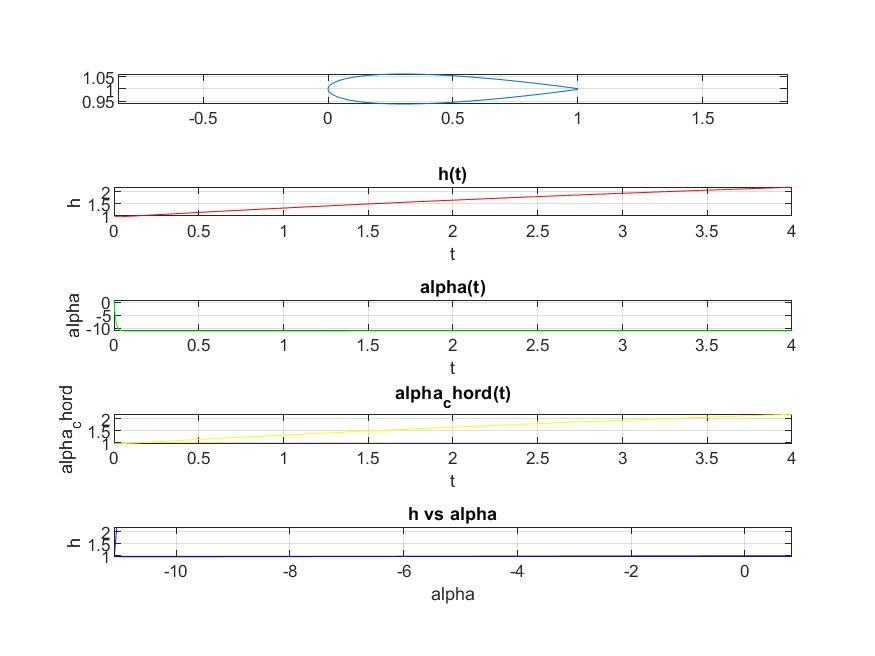 1.05
1
0.95
-0.5 0 0.5 1 1.5
h(t)
2
1.5
1
h
0 0.5 1 1.5 2 2.5 3 3.5 4
t
alpha(t)
0
-5
-10
alpha
0 0.5 1 1.5 2 2.5 3 3.5 4
t
alpha_chord(t)
2
1.5
1
alpha_chord
0 0.5 1 1.5 2 2.5 3 3.5 4
t
h vs alpha
2
1.5
1
h
-10 -8 -6 -4 -2 0
alpha